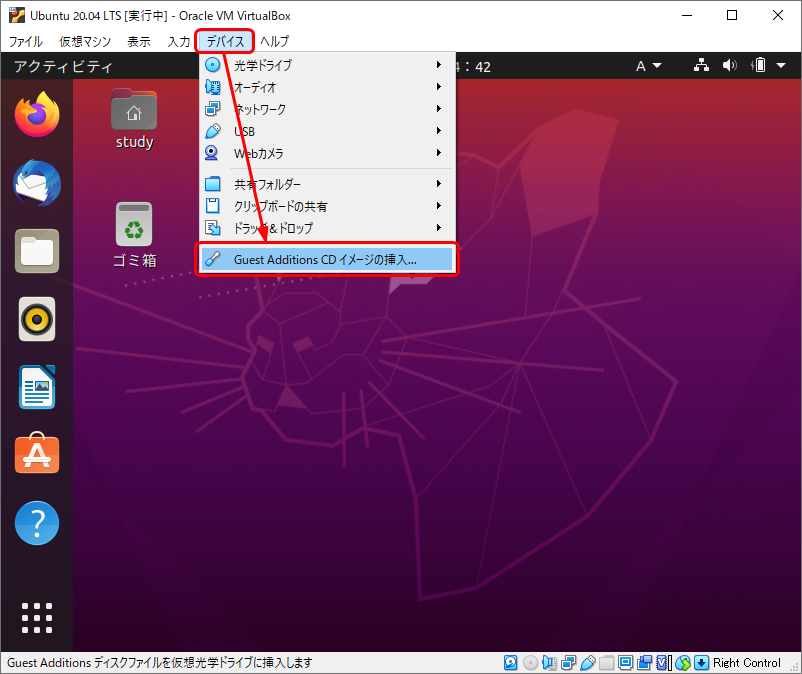 Ubuntu 20.04 LTS [実行中] - Oracle VM VirtualBox
ファイル 仮想マシン 表示 入力 デバイス ヘルプ
アクティビティ 4：42 A
光学ドライブ
オーディオ
ネットワーク
USB
Webカメラ
共有フォルダー
クリップボードの共有
ドラッグ&ドロップ
Guest Additions CD イメージの挿入...
study
ゴミ箱
Guest Additions ディスクファイルを仮想光学ドライブに挿入します Right Control